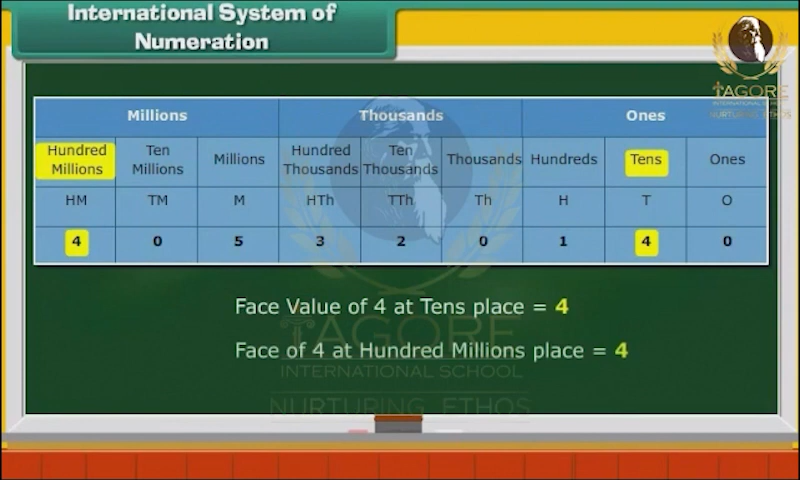 International System of
Numeration
TAGORE
INTERNATIONAL SCHOOL
NURTURING ETHOS
Millions Thousands Ones
Hundred Millions Ten Millions Millions Hundred Thousands Ten Thousands Thousands Hundreds Tens Ones
HM TM M HTh TTh Th H T O
4 0 5 3 2 0 1 4 0
Face Value of 4 at Tens place = 4
Face of 4 at Hundred Millions place = 4
TAGORE
INTERNATIONAL SCHOOL
NURTURING ETHOS